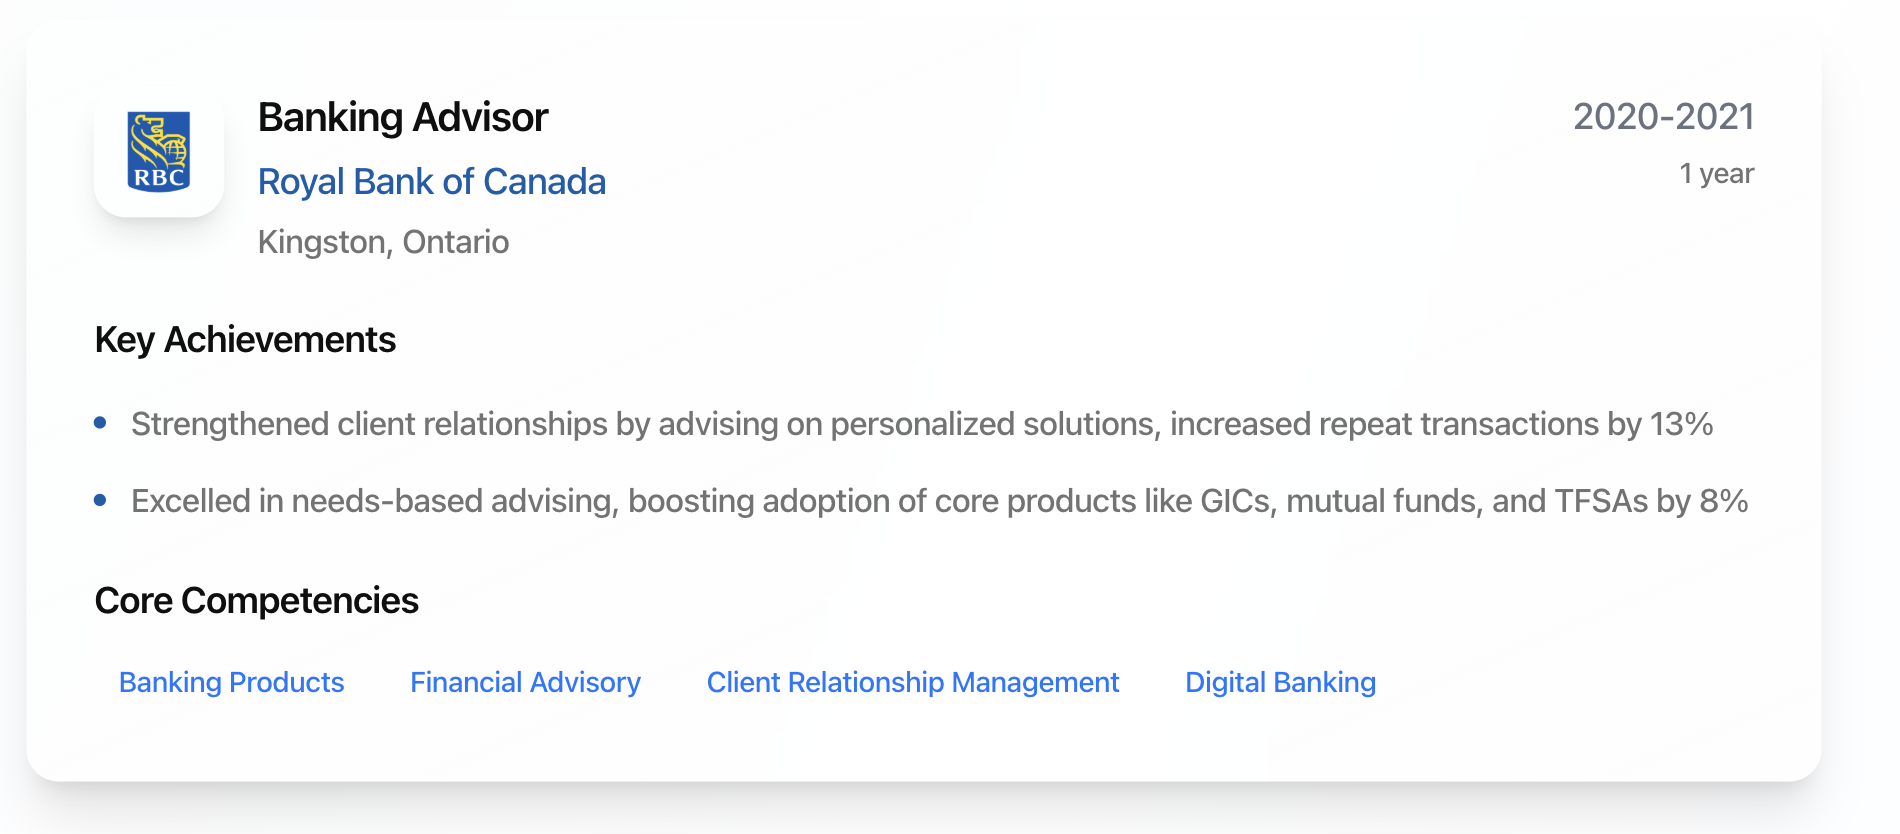 RBC
Banking Advisor
Royal Bank of Canada
Kingston, Ontario
2020-2021
1 year
Key Achievements
Strengthened client relationships by advising on personalized solutions, increased repeat transactions by 13%
Excelled in needs-based advising, boosting adoption of core products like GICs, mutual funds, and TFSAs by 8%
Core Competencies
Banking Products
Financial Advisory
Client Relationship Management
Digital Banking